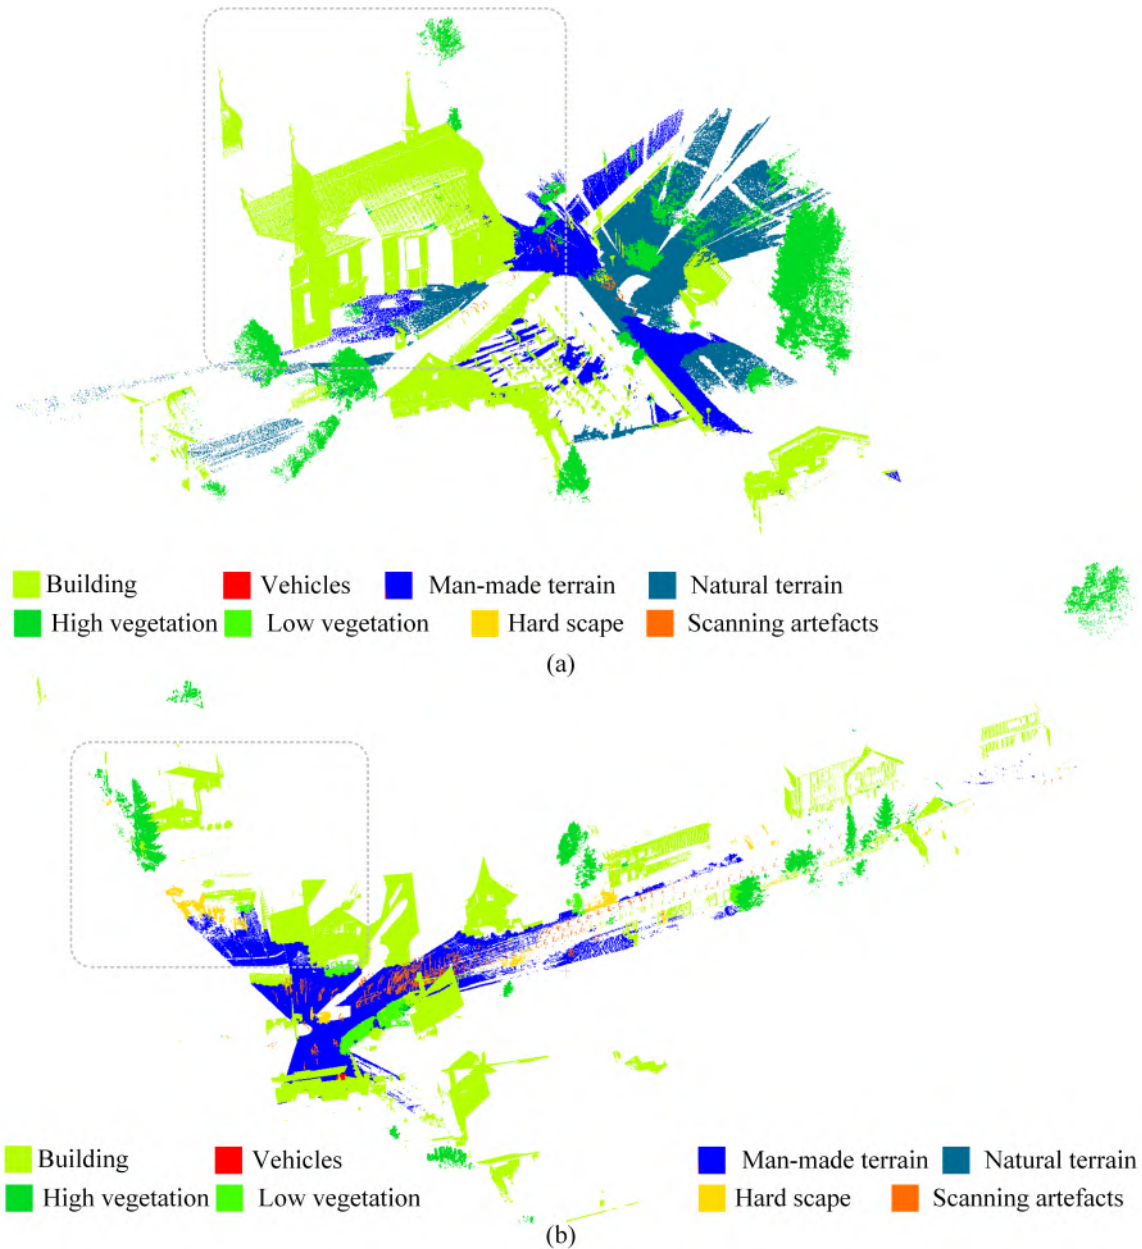 Building Vehicles Man-made terrain Natural terrain
High vegetation Low vegetation Hard scape Scanning artefacts
(a)
Building Vehicles Man-made terrain Natural terrain
High vegetation Low vegetation Hard scape Scanning artefacts
(b)